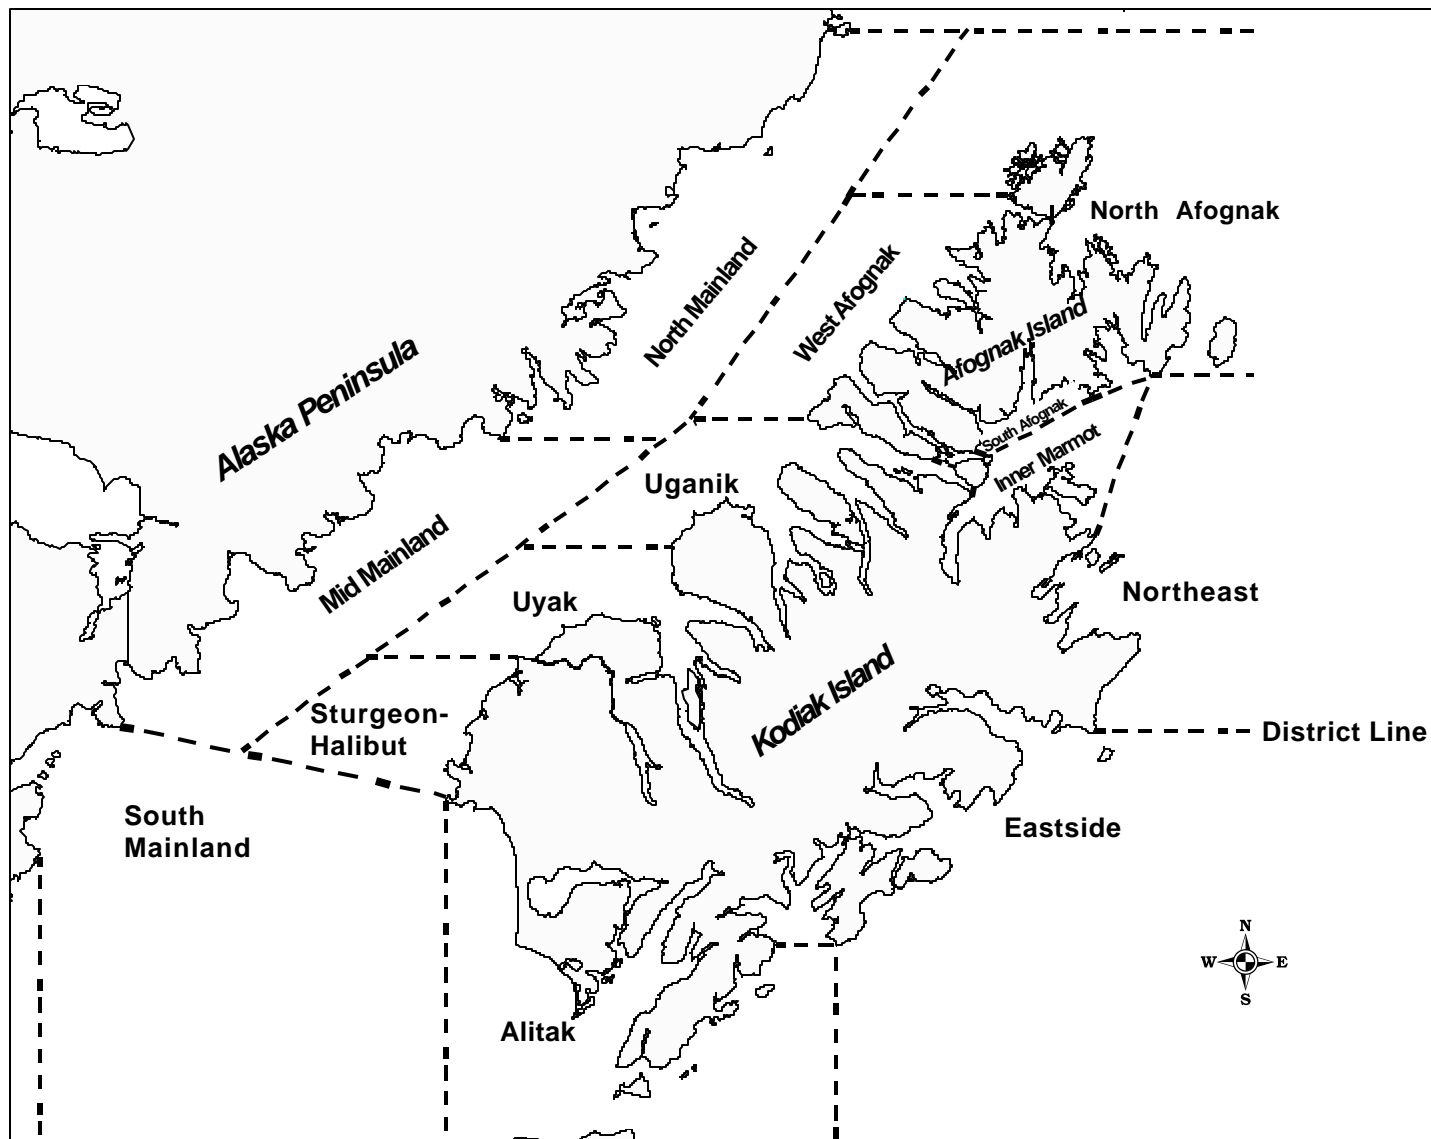 North Afognak
North Mainland
West Afognak
Afognak Island
Alaska Peninsula
South Afognak
Inner Marmot
Uganik
Mid Mainland
Uyak
Northeast
Kodiak Island
Sturgeon-
Halibut
District Line
South
Mainland
Eastside
N
W E
S
Alitak